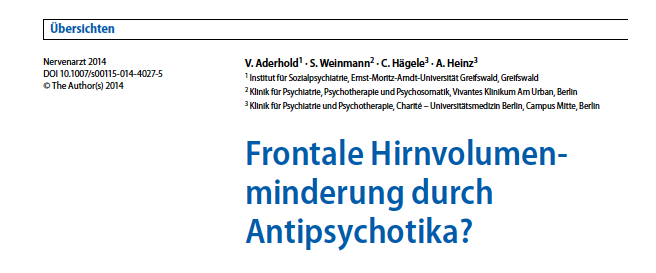 Übersichten
Nervenarzt 2014
DOI 10.1007/s00115-014-4027-5
© The Author(s) 2014
V. Aderhold¹ · S. Weinmann² · C. Hägele³ · A. Heinz³
¹ Institut für Sozialpsychiatrie, Ernst-Moritz-Arndt-Universität Greifswald, Greifswald
² Klinik für Psychiatrie, Psychotherapie und Psychosomatik, Vivantes Klinikum Am Urban, Berlin
³ Klinik für Psychiatrie und Psychotherapie, Charité – Universitätsmedizin Berlin, Campus Mitte, Berlin
Frontale Hirnvolumen-
minderung durch
Antipsychotika?